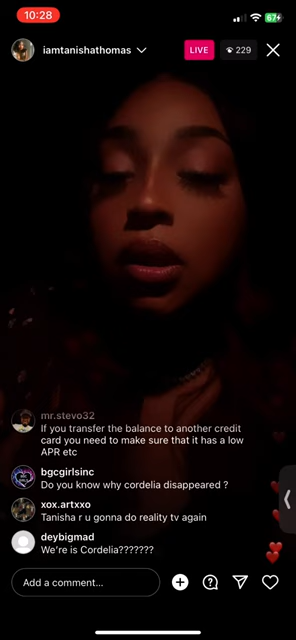 10:28
67
iamtanishathomas
LIVE
229
mr.stevo32
If you transfer the balance to another credit
card you need to make sure that it has a low
APR etc
bgcgirlsinc
Do you know why cordelia disappeared ?
xox.artxxo
Tanisha r u gonna do reality tv again
deybigmad
We're is Cordelia???????
Add a comment...